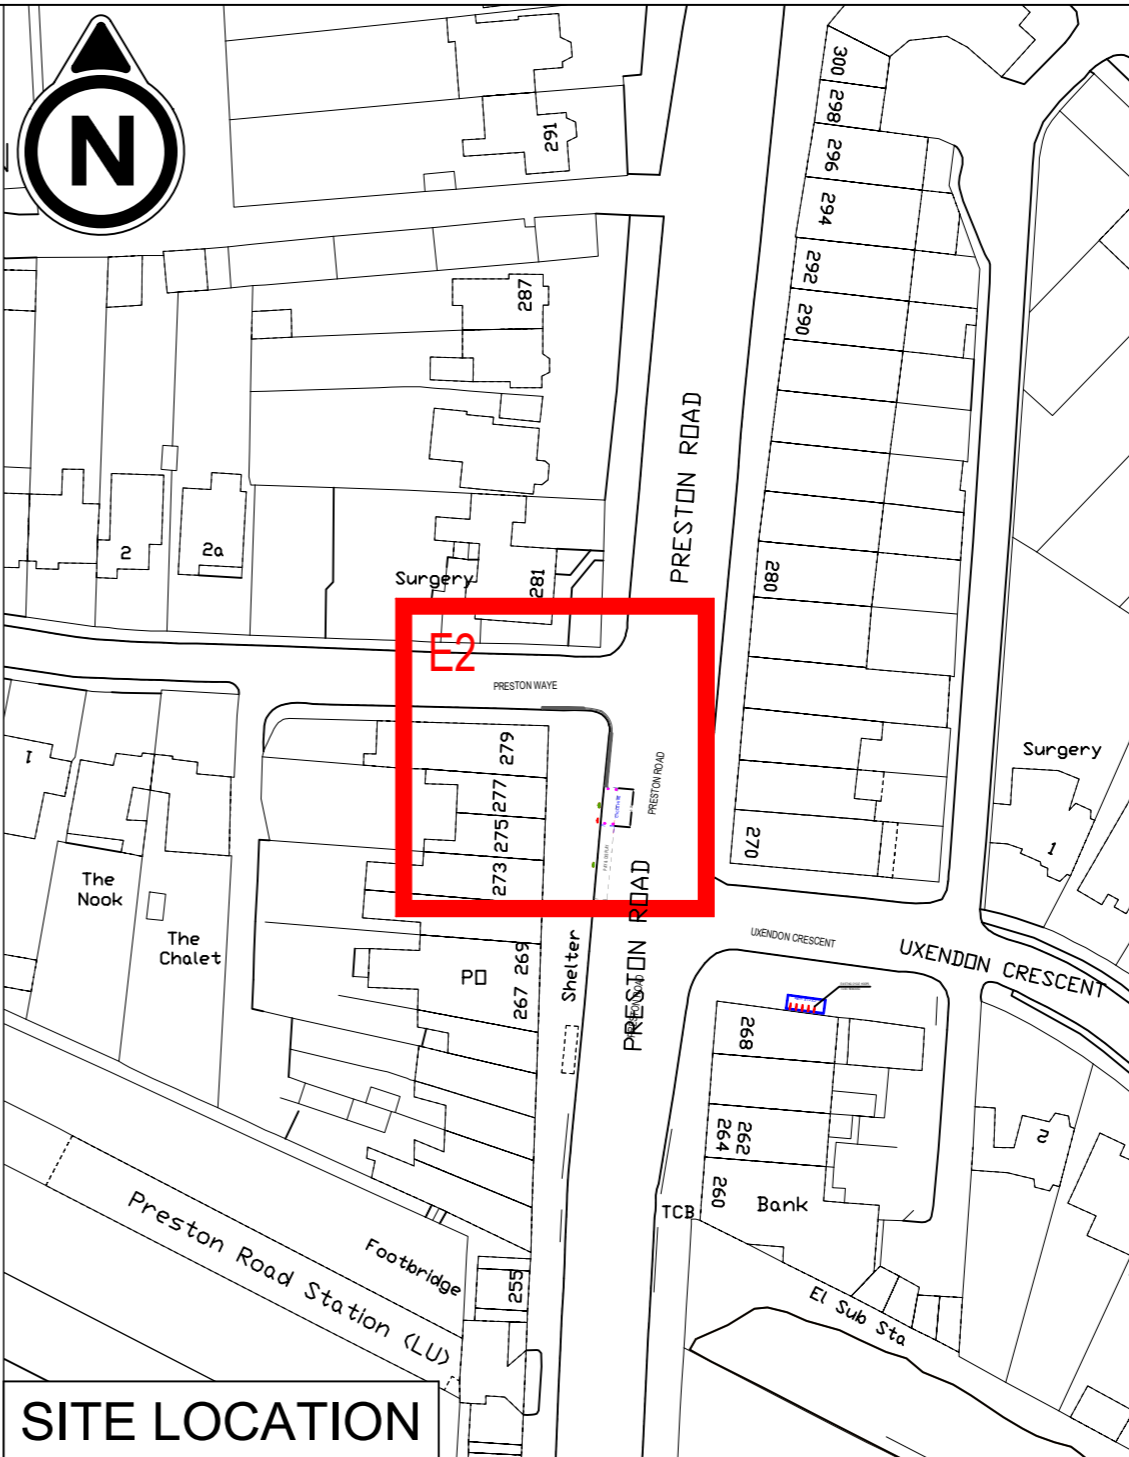 N
300
298
296
294
292
290
291
287
PRESTON ROAD
2
2a
Surgery
281
280
E2
PRESTON WAYE
279
277
275
273
PRESTON ROAD
PRESTON ROAD
270
Surgery
1
1
The
Nook
The
Chalet
PO
269
267
Shelter
UXENDON CRESCENT
UXENDON CRESCENT
268
262
264
260
Bank
TCB
2
Preston Road Station (LU)
Footbridge
255
El Sub Sta
SITE LOCATION